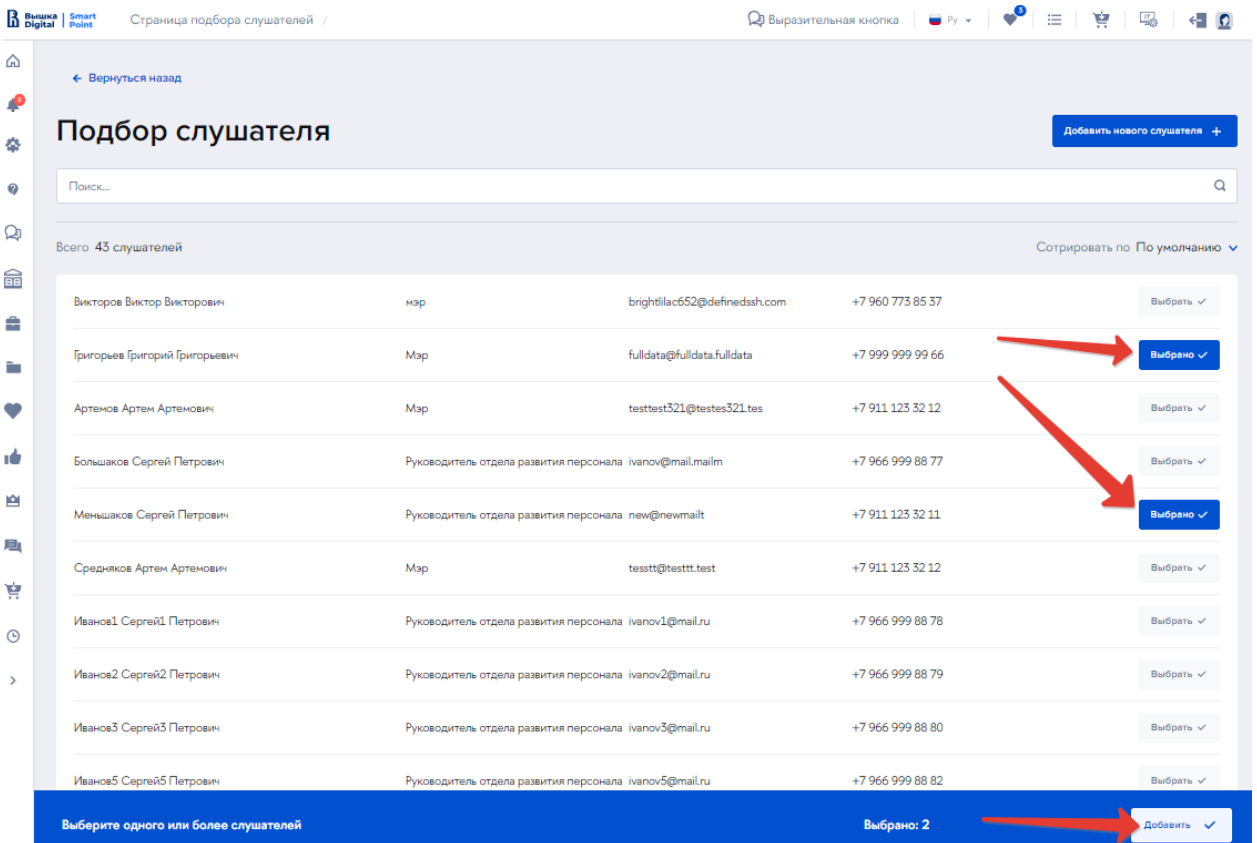 Вышка Digital | Smart Point
Страница подбора слушателей /
Выразительная кнопка
Ру
3
2
Вернуться назад
Подбор слушателя
Добавить нового слушателя +
Поиск...
Всего 43 слушателей
Сотрировать по По умолчанию
Викторов Виктор Викторович мэр brightlilac652@definedssh.com +7 960 773 85 37 Выбрать
Григорьев Григорий Григорьевич Мэр fulldata@fulldata.fulldata +7 999 999 99 66 Выбрано
Артемов Артем Артемович Мэр testtest321@testes321.tes +7 911 123 32 12 Выбрать
Большаков Сергей Петрович Руководитель отдела развития персонала ivanov@mail.mailm +7 966 999 88 77 Выбрать
Меньшаков Сергей Петрович Руководитель отдела развития персонала new@newmailt +7 911 123 32 11 Выбрано
Средняков Артем Артемович Мэр tesstt@testtt.test +7 911 123 32 12 Выбрать
Иванов1 Сергей1 Петрович Руководитель отдела развития персонала ivanov1@mail.ru +7 966 999 88 78 Выбрать
Иванов2 Сергей2 Петрович Руководитель отдела развития персонала ivanov2@mail.ru +7 966 999 88 79 Выбрать
Иванов3 Сергей3 Петрович Руководитель отдела развития персонала ivanov3@mail.ru +7 966 999 88 80 Выбрать
Иванов5 Сергей5 Петрович Руководитель отдела развития персонала ivanov5@mail.ru +7 966 999 88 82 Выбрать
Выберите одного или более слушателей Выбрано: 2 Добавить